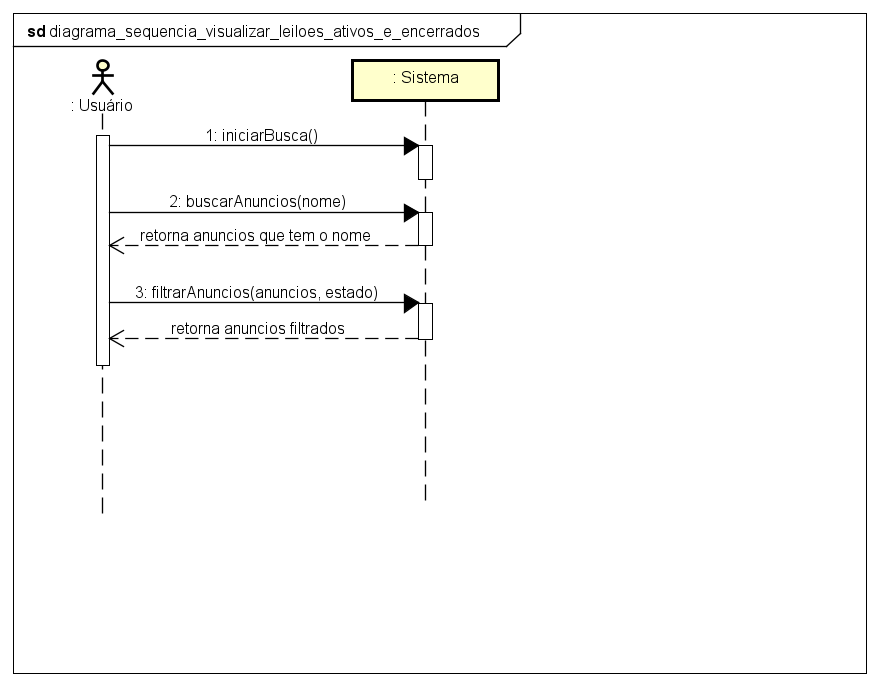 sd diagrama_sequencia_visualizar_leiloes_ativos_e_encerrados
: Usuário
: Sistema
1: iniciarBusca()
2: buscarAnuncios(nome)
retorna anuncios que tem o nome
3: filtrarAnuncios(anuncios, estado)
retorna anuncios filtrados